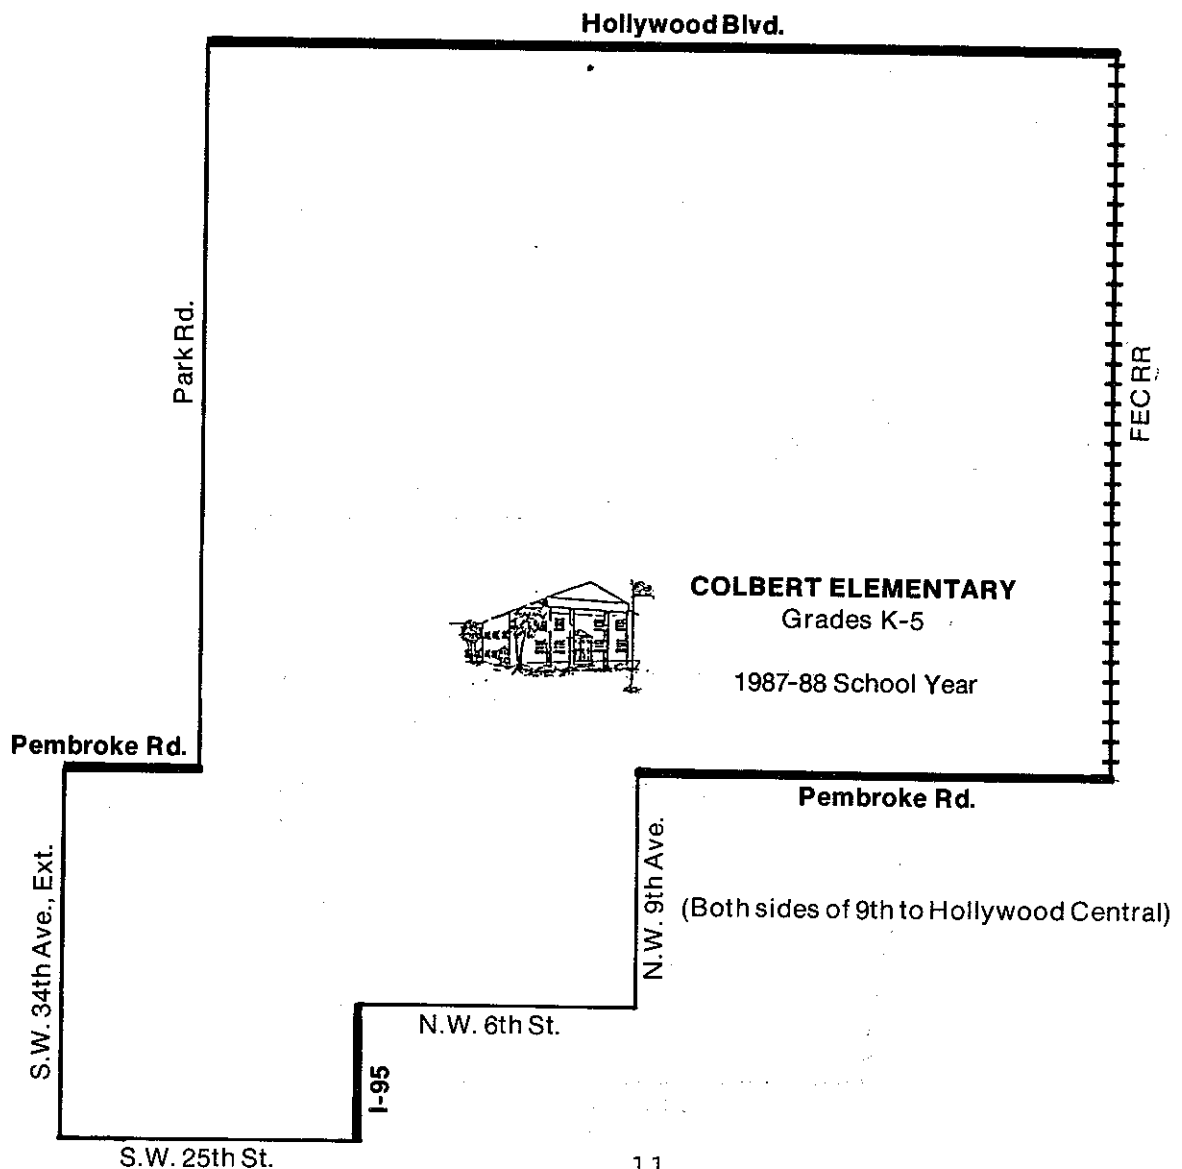 Hollywood Blvd.
Park Rd.
FEC RR
COLBERT ELEMENTARY
Grades K-5
1987-88 School Year
Pembroke Rd.
Pembroke Rd.
S.W. 34th Ave., Ext.
N.W. 9th Ave.
(Both sides of 9th to Hollywood Central)
N.W. 6th St.
I-95
S.W. 25th St.
11